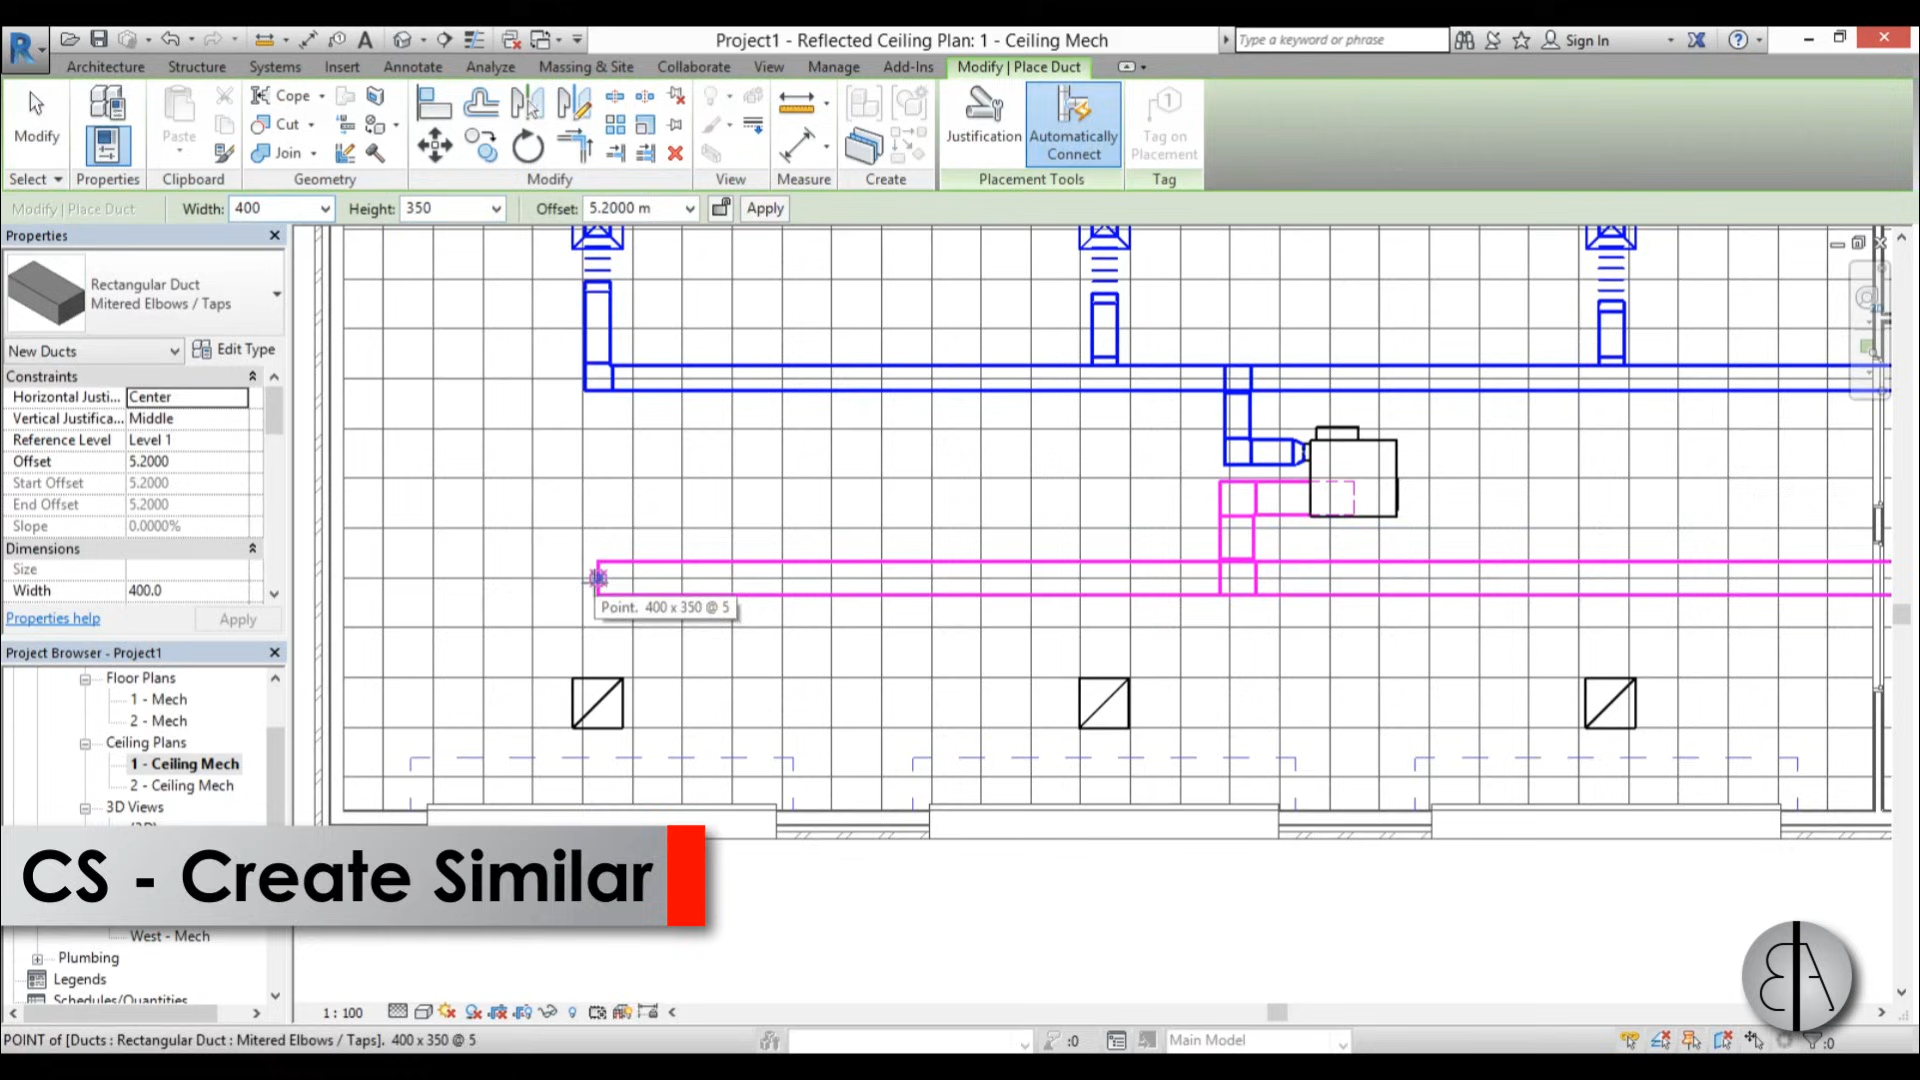 Project1 - Reflected Ceiling Plan: 1 - Ceiling Mech
Type a keyword or phrase
Sign In
Architecture Structure Systems Insert Annotate Analyze Massing & Site Collaborate View Manage Add-Ins Modify | Place Duct
Modify
Paste
Cope
Cut
Join
Justification
Automatically
Connect
Tag on
Placement
Select Properties Clipboard Geometry Modify View Measure Create Placement Tools Tag
Modify | Place Duct Width: 400 Height: 350 Offset: 5.2000 m Apply
Properties
Rectangular Duct
Mitered Elbows / Taps
New Ducts Edit Type
Constraints
Horizontal Justi... Center
Vertical Justifica... Middle
Reference Level Level 1
Offset 5.2000
Start Offset 5.2000
End Offset 5.2000
Slope 0.0000%
Dimensions
Size
Width 400.0
Properties help Apply
Point. 400 x 350 @ 5
Project Browser - Project1
Floor Plans
1 - Mech
2 - Mech
Ceiling Plans
1 - Ceiling Mech
2 - Ceiling Mech
3D Views
CS - Create Similar
West - Mech
Plumbing
Legends
Schedules/Quantities
1 : 100
POINT of [Ducts : Rectangular Duct : Mitered Elbows / Taps]. 400 x 350 @ 5
:0
Main Model
:0